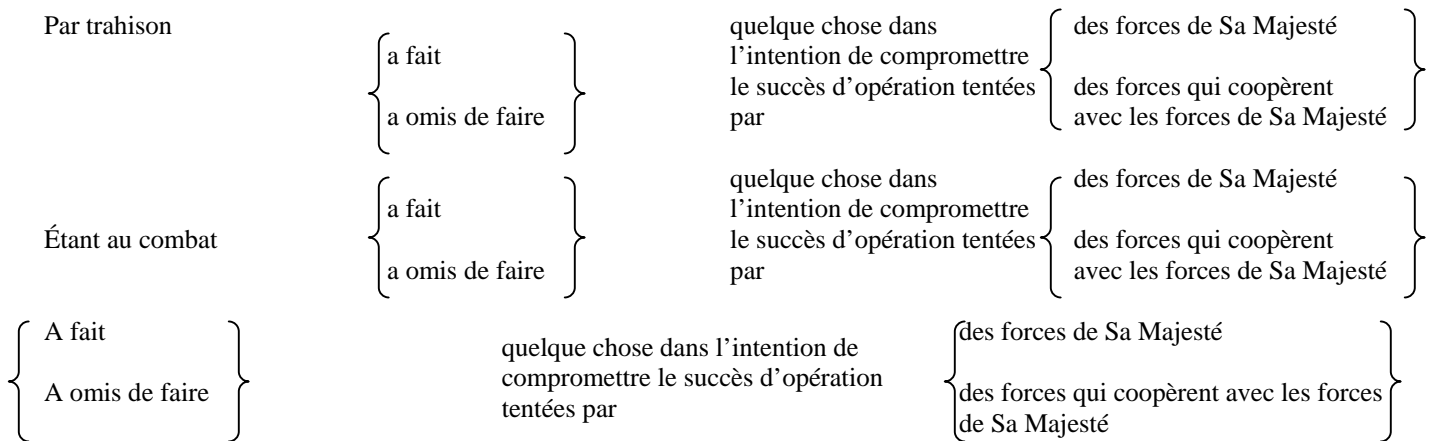 Par trahison
a fait
a omis de faire
quelque chose dans
l’intention de compromettre
le succès d’opération tentées
par
des forces de Sa Majesté
des forces qui coopèrent
avec les forces de Sa Majesté
Étant au combat
a fait
a omis de faire
quelque chose dans
l’intention de compromettre
le succès d’opération tentées
par
des forces de Sa Majesté
des forces qui coopèrent
avec les forces de Sa Majesté
A fait
A omis de faire
quelque chose dans l’intention de
compromettre le succès d’opération
tentées par
des forces de Sa Majesté
des forces qui coopèrent avec les forces
de Sa Majesté